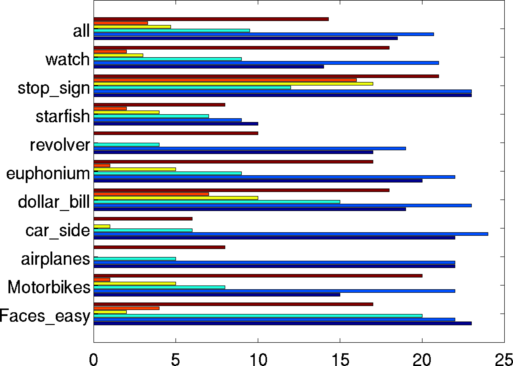 all
watch
stop_sign
starfish
revolver
euphonium
dollar_bill
car_side
airplanes
Motorbikes
Faces_easy
0 5 10 15 20 25